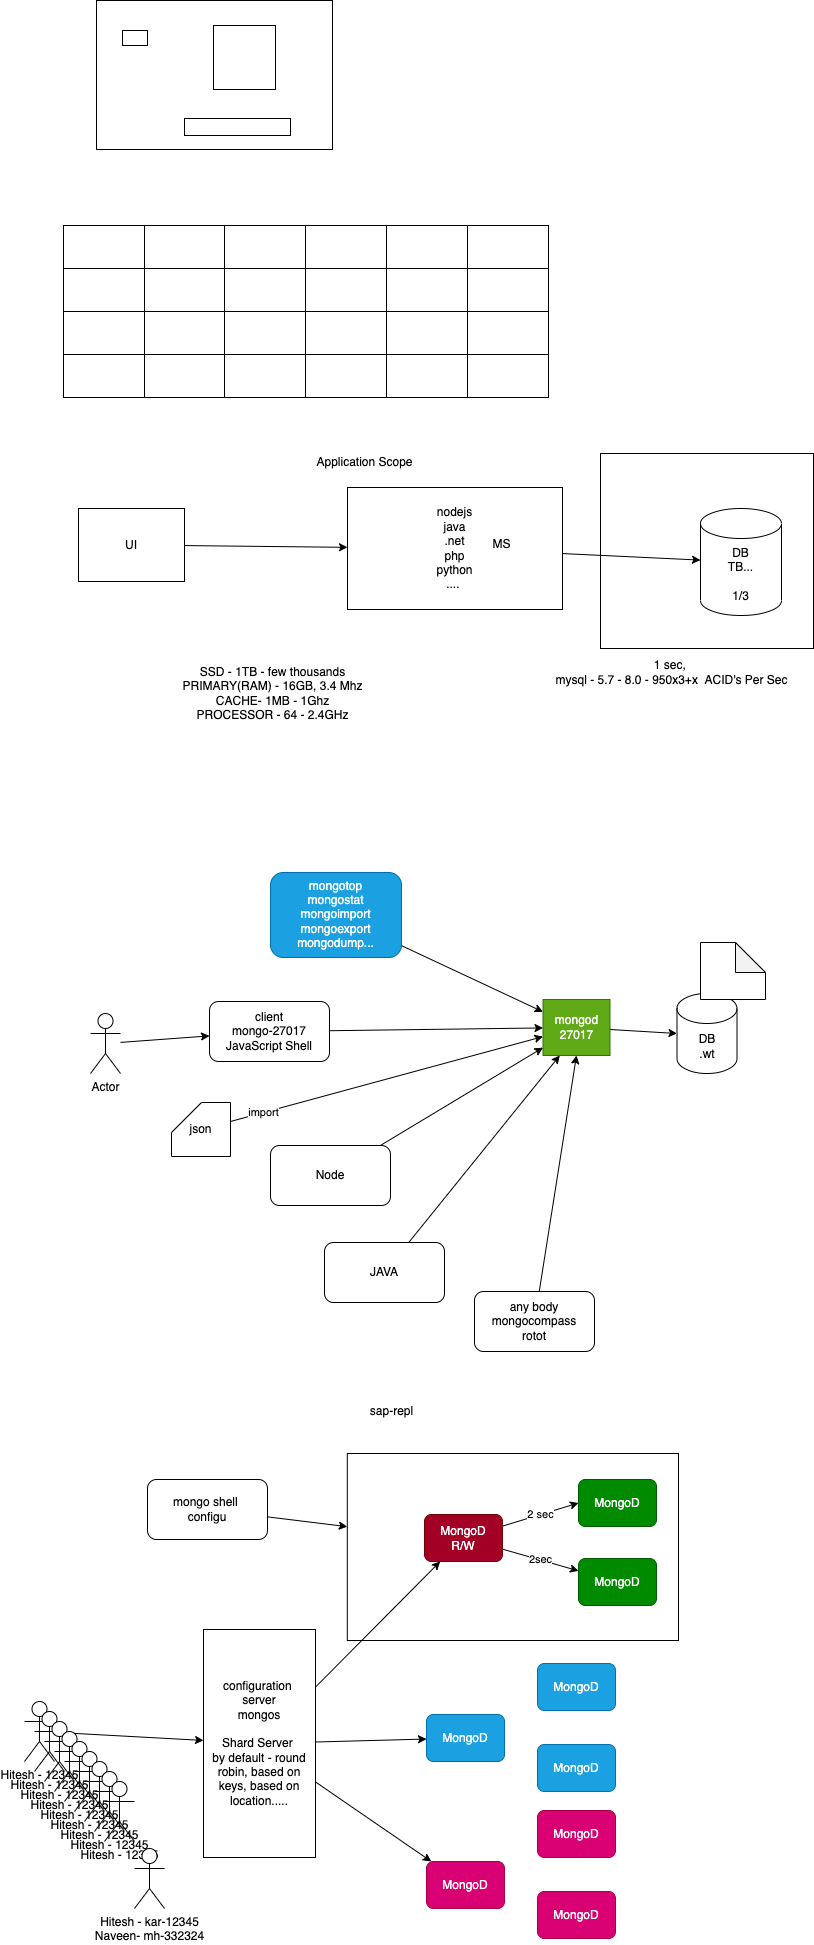 Application Scope
UI
nodejs
java
.net
php
python
....
MS
DB
TB...
1/3
SSD - 1TB - few thousands
PRIMARY(RAM) - 16GB, 3.4 Mhz
CACHE- 1MB - 1Ghz
PROCESSOR - 64 - 2.4GHz
1 sec,
mysql - 5.7 - 8.0 - 950x3+x  ACID's Per Sec
mongotop
mongostat
mongoimport
mongoexport
mongodump...
client
mongo-27017
JavaScript Shell
mongod
27017
DB
.wt
Actor
json
import
Node
JAVA
any body
mongocompass
rotot
sap-repl
mongo shell
configu
MongoD
R/W
2 sec
2sec
MongoD
MongoD
configuration
server
mongos
Shard Server
by default - round
robin, based on
keys, based on
location.....
MongoD
MongoD
MongoD
MongoD
MongoD
MongoD
Hitesh - 12345
Hitesh - 12345
Hitesh - 12345
Hitesh - 12345
Hitesh - 12345
Hitesh - 12345
Hitesh - 12345
Hitesh - 12345
Hitesh - 12345
Hitesh - kar-12345
Naveen- mh-332324